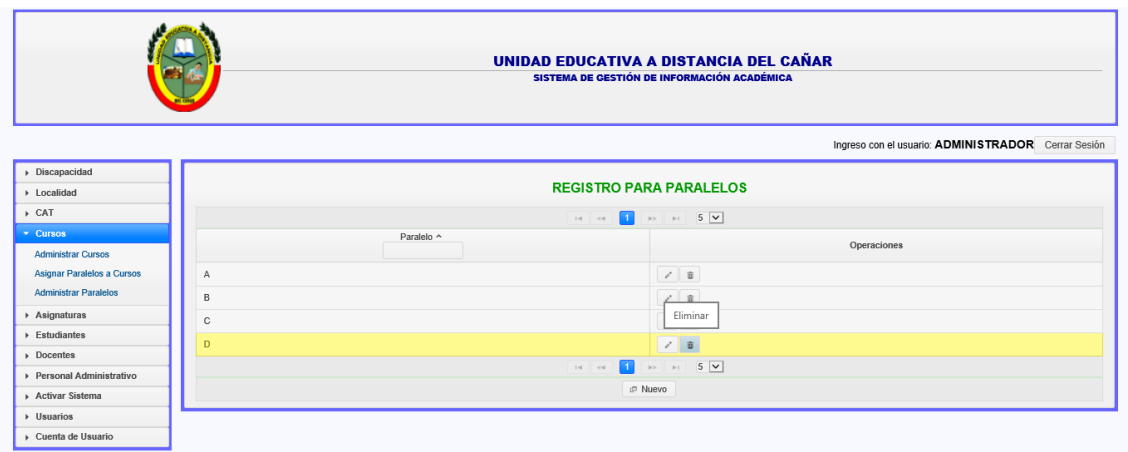 UNIDAD EDUCATIVA A DISTANCIA DEL CAÑAR
SISTEMA DE GESTIÓN DE INFORMACIÓN ACADÉMICA
Ingreso con el usuario: ADMINISTRADOR Cerrar Sesión
Discapacidad
Localidad
CAT
Cursos
Administrar Cursos
Asignar Paralelos a Cursos
Administrar Paralelos
Asignaturas
Estudiantes
Docentes
Personal Administrativo
Activar Sistema
Usuarios
Cuenta de Usuario
REGISTRO PARA PARALELOS
1 5
Paralelo Operaciones
A
B
C
Eliminar
D
1 5
Nuevo